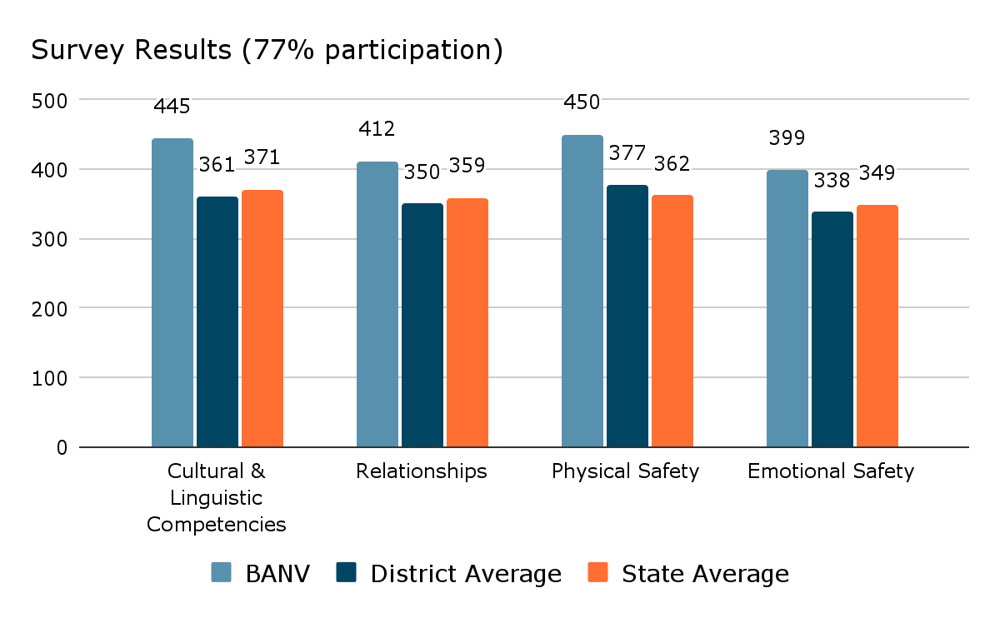 Survey Results (77% participation)
500
400
300
200
100
0
445
361
371
412
350
359
450
377
362
399
338
349
Cultural &
Linguistic
Competencies
Relationships
Physical Safety
Emotional Safety
BANV
District Average
State Average